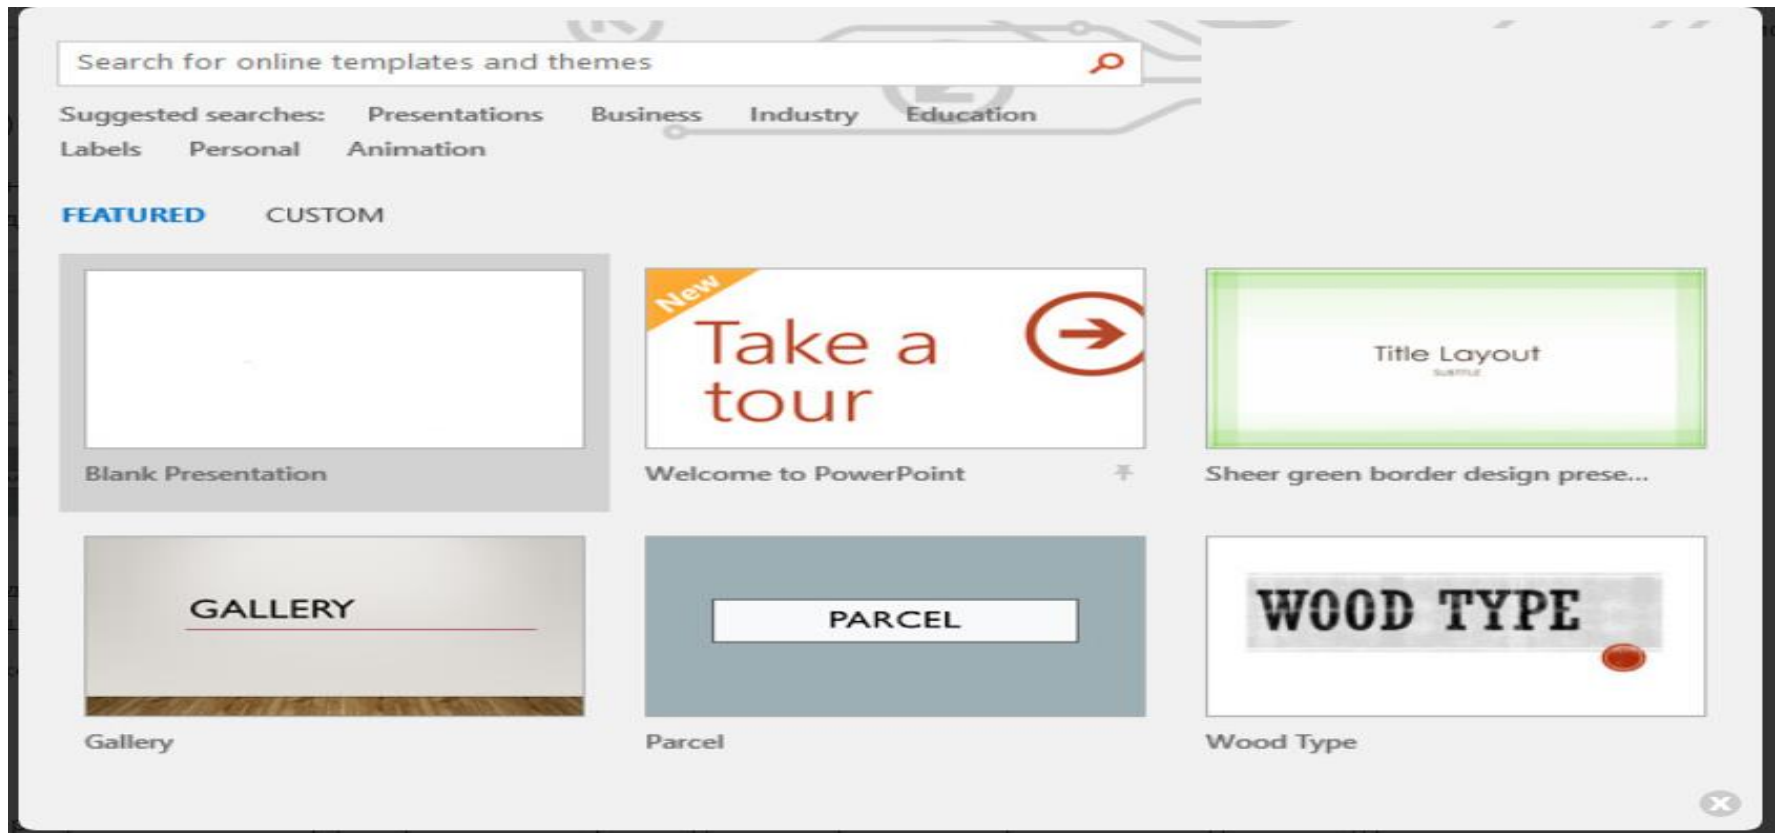 Search for online templates and themes
Suggested searches: Presentations Business Industry Education
Labels Personal Animation
FEATURED CUSTOM
New
Take a
tour
Title Layout
SUBTITLE
Blank Presentation
Welcome to PowerPoint
Sheer green border design prese...
GALLERY
PARCEL
WOOD TYPE
Gallery
Parcel
Wood Type